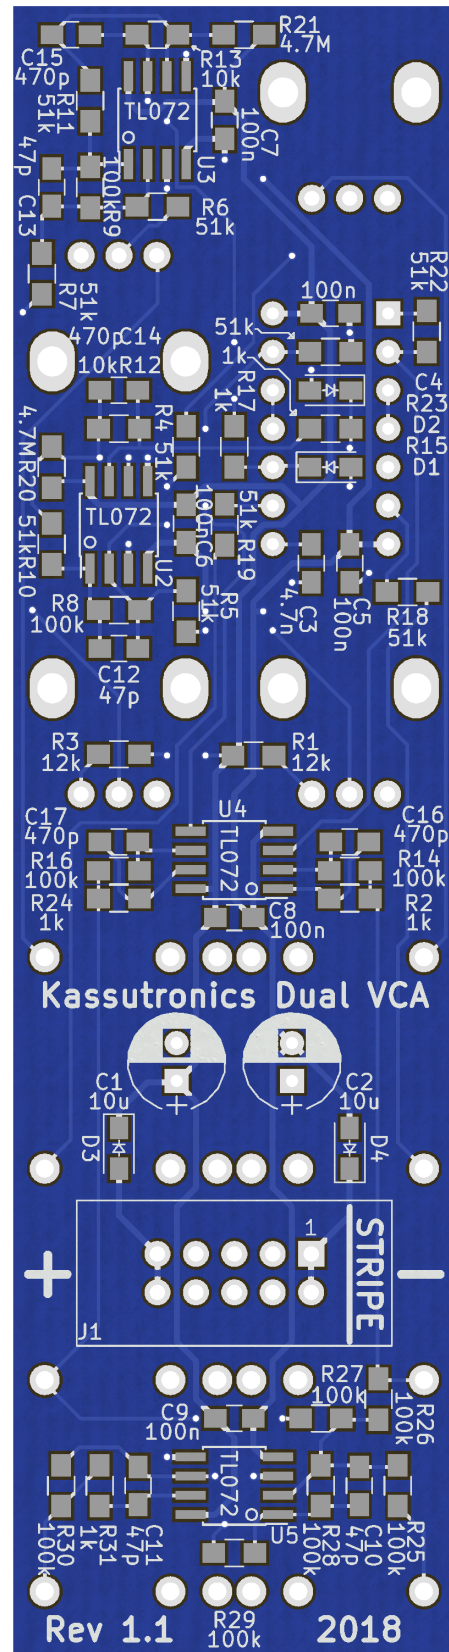 C15
470p
R21
4.7M
R13
10k
R11
51k
TL072
C7
100n
U3
47p
C13
100k
R9
R6
51k
R7
51k
100n
R22
51k
51k
1k
470p
C14
10k
R12
R17
1k
C4
R23
D2
R15
D1
R4
51k
4.7M
R20
TL072
100n
C6
51k
R19
51k
R10
U2
R8
100k
R5
51k
C3
4.7n
C5
100n
R18
51k
C12
47p
R3
12k
R1
12k
C17
470p
U4
C16
470p
R16
100k
TL072
R14
100k
R24
1k
R2
1k
C8
100n
Kassutronics Dual VCA
C1
10u
C2
10u
+
+
D3
D4
1
STRIPE
+
−
J1
R27
100k
R26
100k
C9
100n
TL072
U5
R30
100k
R31
1k
C11
47p
R28
100k
C10
47p
R25
100k
R29
100k
Rev 1.1
2018